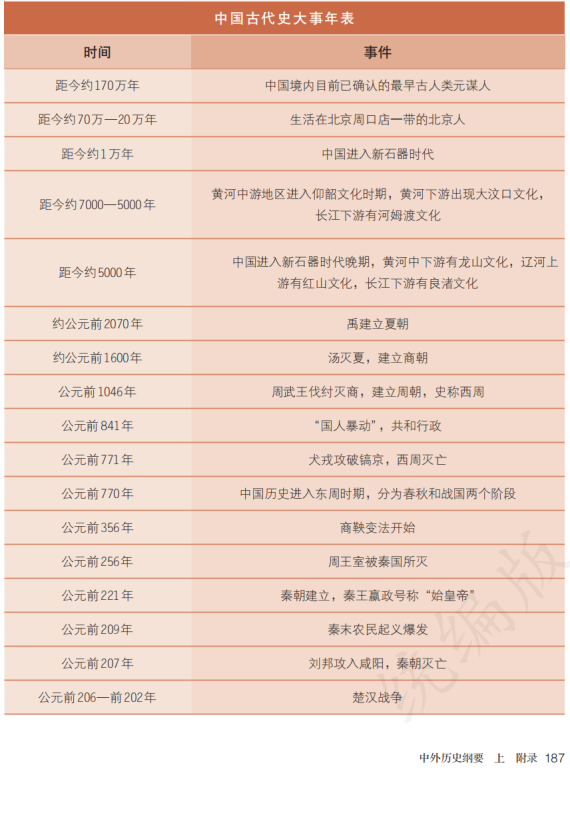 中国古代史大事年表
时间 事件
距今约170万年 中国境内目前已确认的最早古人类元谋人
距今约70万—20万年 生活在北京周口店一带的北京人
距今约1万年 中国进入新石器时代
距今约7000—5000年 黄河中游地区进入仰韶文化时期，黄河下游出现大汶口文化，
长江下游有河姆渡文化
距今约5000年 中国进入新石器时代晚期，黄河中下游有龙山文化，辽河上
游有红山文化，长江下游有良渚文化
约公元前2070年 禹建立夏朝
约公元前1600年 汤灭夏，建立商朝
公元前1046年 周武王伐纣灭商，建立周朝，史称西周
公元前841年 “国人暴动”，共和行政
公元前771年 犬戎攻破镐京，西周灭亡
公元前770年 中国历史进入东周时期，分为春秋和战国两个阶段
公元前356年 商鞅变法开始
公元前256年 周王室被秦国所灭
公元前221年 秦朝建立，秦王嬴政号称“始皇帝”
公元前209年 秦末农民起义爆发
公元前207年 刘邦攻入咸阳，秦朝灭亡
公元前206—前202年 楚汉战争
统编版
中外历史纲要 上 附录 187